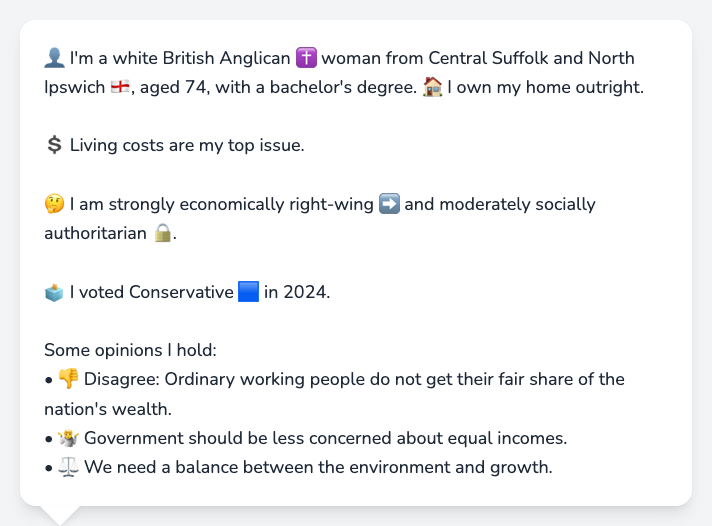 👤 I'm a white British Anglican ✝️ woman from Central Suffolk and North
Ipswich 🏴󠁧󠁢󠁥󠁮󠁧󠁿, aged 74, with a bachelor's degree. 🏠 I own my home outright.
💲 Living costs are my top issue.
🤔 I am strongly economically right-wing ➡️ and moderately socially
authoritarian 🔒.
🗳️ I voted Conservative 🟦 in 2024.
Some opinions I hold:
• 👎 Disagree: Ordinary working people do not get their fair share of the
nation's wealth.
• 🤷 Government should be less concerned about equal incomes.
• ⚖️ We need a balance between the environment and growth.